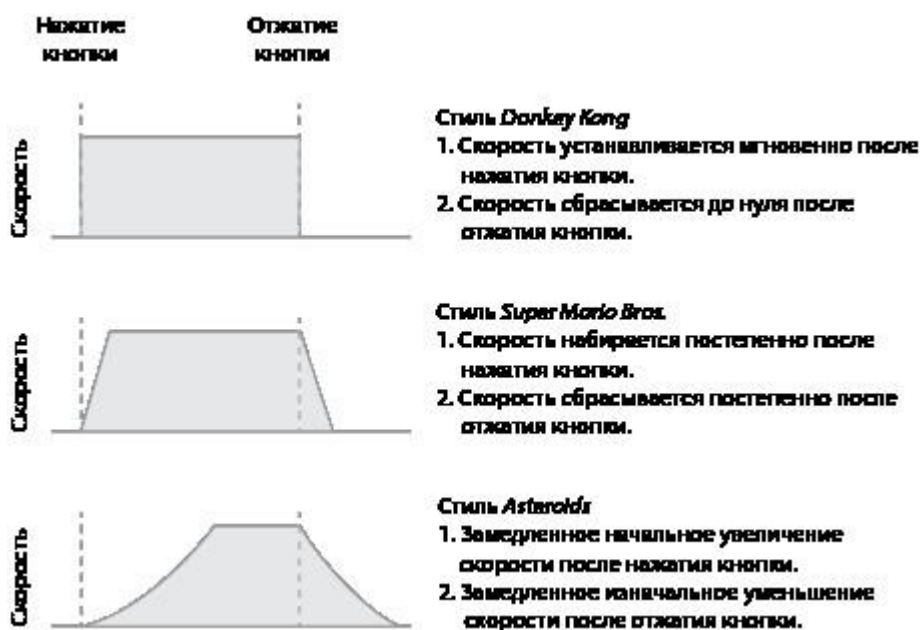 Нажатие
кнопки
Отжатие
кнопки
Скорость
Стиль Donkey Kong
1. Скорость устанавливается мгновенно после
нажатия кнопки.
2. Скорость сбрасывается до нуля после
отжатия кнопки.
Скорость
Стиль Super Mario Bros.
1. Скорость набирается постепенно после
нажатия кнопки.
2. Скорость сбрасывается постепенно после
отжатия кнопки.
Скорость
Стиль Asteroids
1. Замедленное начальное увеличение
скорости после нажатия кнопки.
2. Замедленное изначальное уменьшение
скорости после отжатия кнопки.